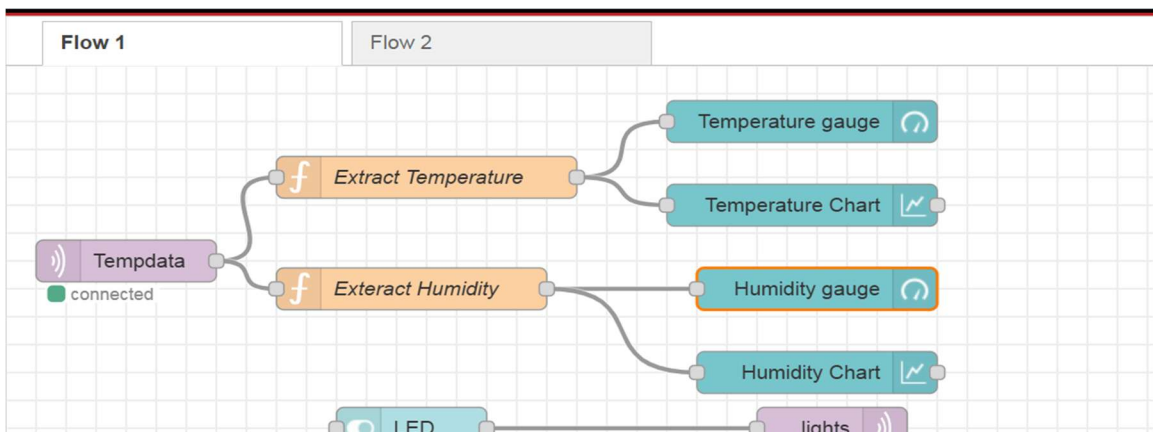 Flow 1
Flow 2
Temperature gauge
Extract Temperature
Temperature Chart
Tempdata
connected
Exteract Humidity
Humidity gauge
Humidity Chart
LED
lights